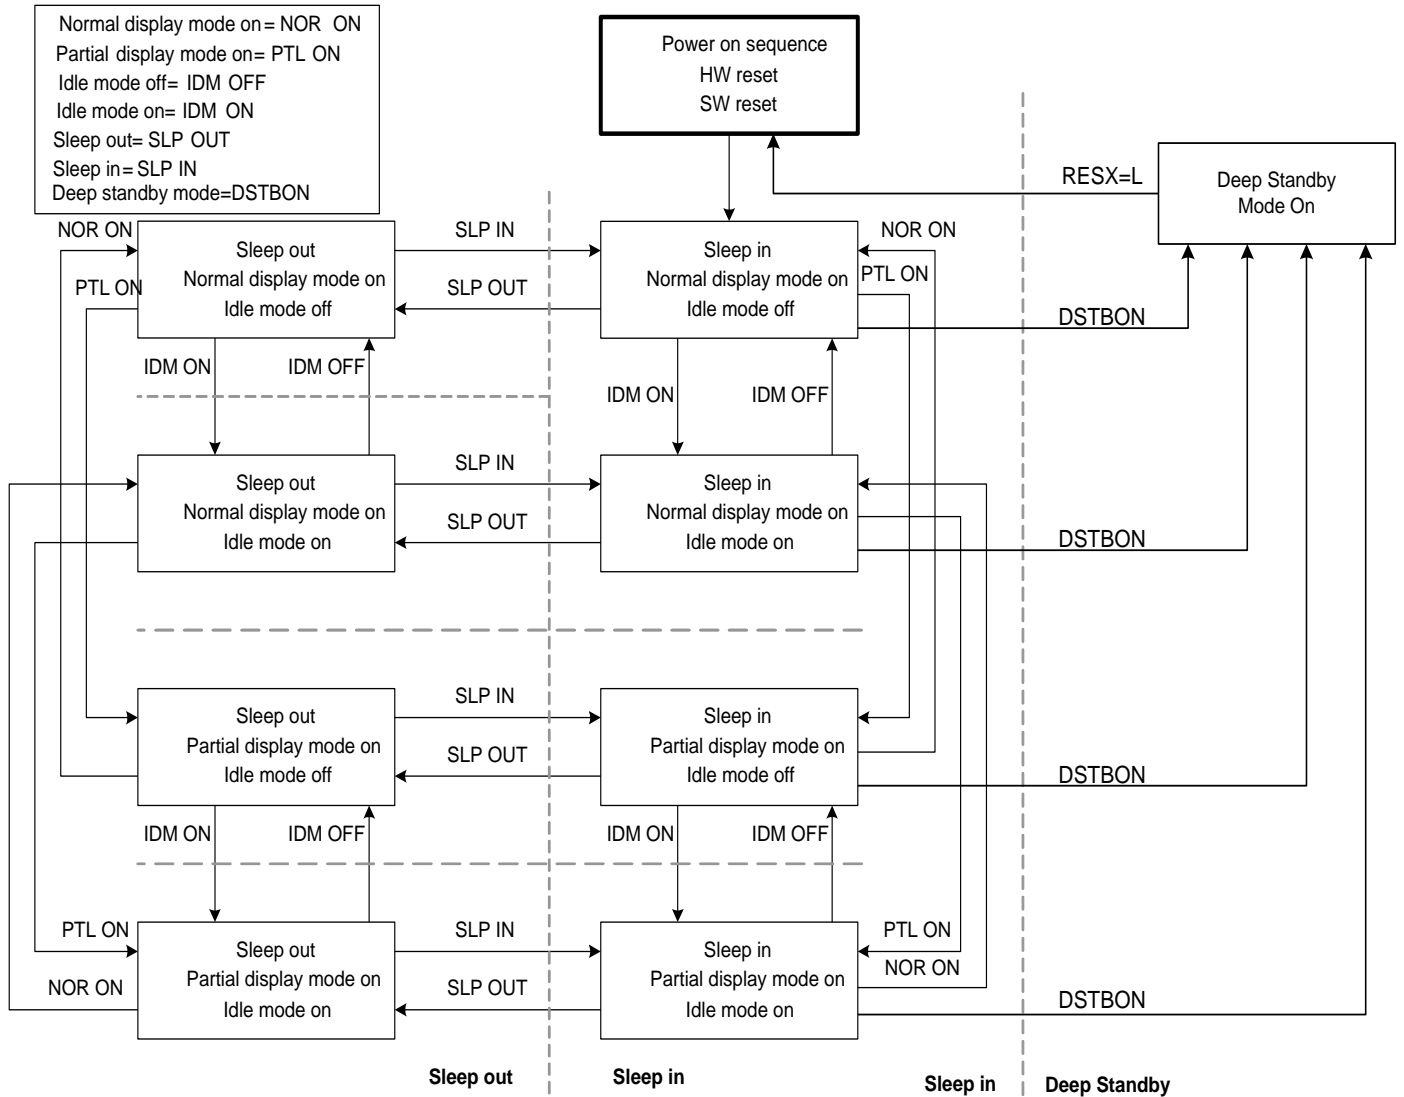 Normal display mode on= NOR ON
Partial display mode on= PTL ON
Idle mode off= IDM OFF
Idle mode on= IDM ON
Sleep out= SLP OUT
Sleep in= SLP IN
Deep standby mode=DSTBON
Power on sequence
HW reset
SW reset
RESX=L
Deep Standby
Mode On
NOR ON
PTL ON
Sleep out
Normal display mode on
Idle mode off
SLP IN
SLP OUT
Sleep in
Normal display mode on
Idle mode off
NOR ON
PTL ON
DSTBON
IDM ON
IDM OFF
IDM ON
IDM OFF
Sleep out
Normal display mode on
Idle mode on
SLP IN
SLP OUT
Sleep in
Normal display mode on
Idle mode on
DSTBON
Sleep out
Partial display mode on
Idle mode off
SLP IN
SLP OUT
Sleep in
Partial display mode on
Idle mode off
DSTBON
IDM ON
IDM OFF
IDM ON
IDM OFF
PTL ON
NOR ON
Sleep out
Partial display mode on
Idle mode on
SLP IN
SLP OUT
Sleep in
Partial display mode on
Idle mode on
PTL ON
NOR ON
DSTBON
Sleep out
Sleep in
Sleep in
Deep Standby